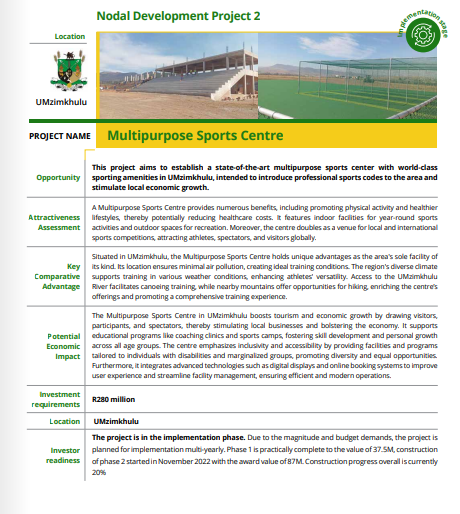 Nodal Development Project 2
Implementation stage
Location
UMzimkhulu
PROJECT NAME
Multipurpose Sports Centre
Opportunity
This project aims to establish a state-of-the-art multipurpose sports center with world-class
sporting amenities in UMzimkhulu, intended to introduce professional sports codes to the area and
stimulate local economic growth.
Attractiveness
Assessment
A Multipurpose Sports Centre provides numerous benefits, including promoting physical activity and healthier
lifestyles, thereby potentially reducing healthcare costs. It features indoor facilities for year-round sports
activities and outdoor spaces for recreation. Moreover, the centre doubles as a venue for local and international
sports competitions, attracting athletes, spectators, and visitors globally.
Key
Comparative
Advantage
Situated in UMzimkhulu, the Multipurpose Sports Centre holds unique advantages as the area's sole facility of
its kind. Its location ensures minimal air pollution, creating ideal training conditions. The region's diverse climate
supports training in various weather conditions, enhancing athletes' versatility. Access to the UMzimkhulu
River facilitates canoeing training, while nearby mountains offer opportunities for hiking, enriching the centre's
offerings and promoting a comprehensive training experience.
Potential
Economic
Impact
The Multipurpose Sports Centre in UMzimkhulu boosts tourism and economic growth by drawing visitors,
participants, and spectators, thereby stimulating local businesses and bolstering the economy. It supports
educational programs like coaching clinics and sports camps, fostering skill development and personal growth
across all age groups. The centre emphasizes inclusivity and accessibility by providing facilities and programs
tailored to individuals with disabilities and marginalized groups, promoting diversity and equal opportunities.
Furthermore, it integrates advanced technologies such as digital displays and online booking systems to improve
user experience and streamline facility management, ensuring efficient and modern operations.
Investment
requirements
R280 million
Location
UMzimkhulu
Investor
readiness
The project is in the implementation phase. Due to the magnitude and budget demands, the project is
planned for implementation multi-yearly. Phase 1 is practically complete to the value of 37.5M, construction
of phase 2 started in November 2022 with the award value of 87M. Construction progress overall is currently
20%